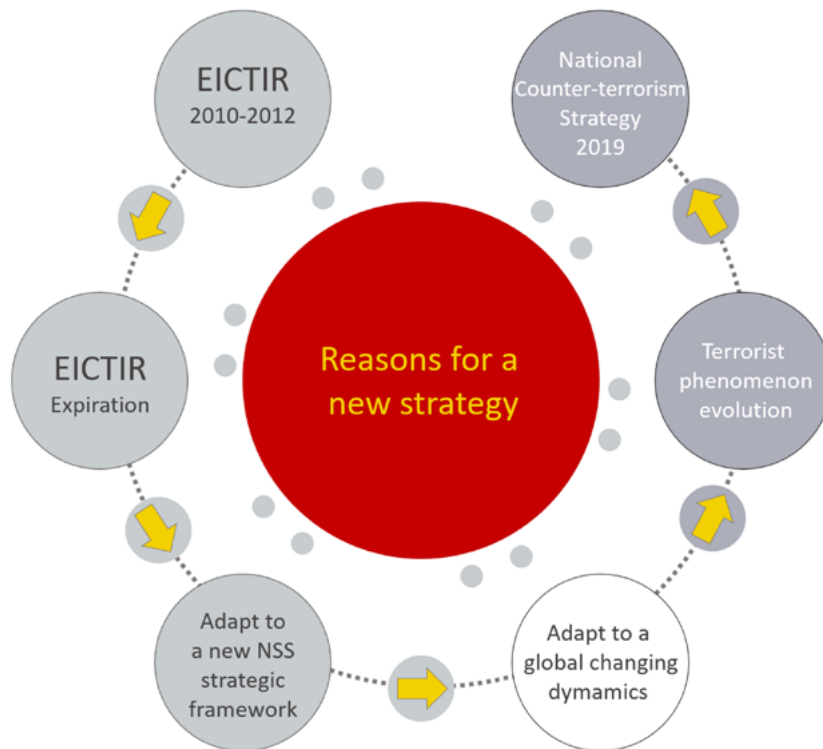 EICTIR
2010-2012
National
Counter-terrorism
Strategy
2019
EICTIR
Expiration
Reasons for a
new strategy
Terrorist
phenomenon
evolution
Adapt to
a new NSS
strategic
framework
Adapt to a
global changing
dymamics